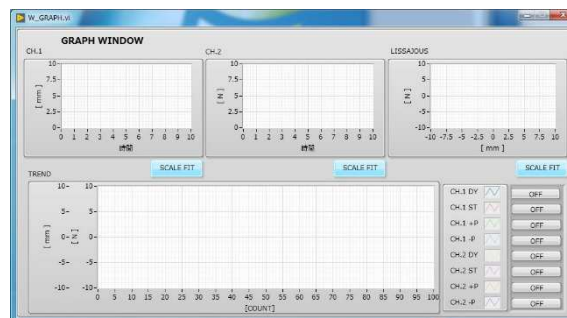 W_GRAPH.vi
GRAPH WINDOW
CH.1
CH.2
LISSAJOUS
10
7.5
5
2.5
0
[ mm ]
0 1 2 3 4 5 6 7 8 9 10
時間
10
7.5
5
2.5
0
[ N ]
0 1 2 3 4 5 6 7 8 9 10
時間
10
5
0
-5
-10
[ N ]
-10 -7.5 -5 -2.5 0 2.5 5 7.5 10
[ mm ]
SCALE FIT
SCALE FIT
SCALE FIT
TREND
10
5
0
-5
-10
[ mm ]
10
5
0
-5
-10
[ N ]
0 5 10 15 20 25 30 35 40 45 50 55 60 65 70 75 80 85 90 95 100
[COUNT]
CH.1 DY OFF
CH.1 ST OFF
CH.1 +P OFF
CH.1 -P OFF
CH.2 DY OFF
CH.2 ST OFF
CH.2 +P OFF
CH.2 -P OFF